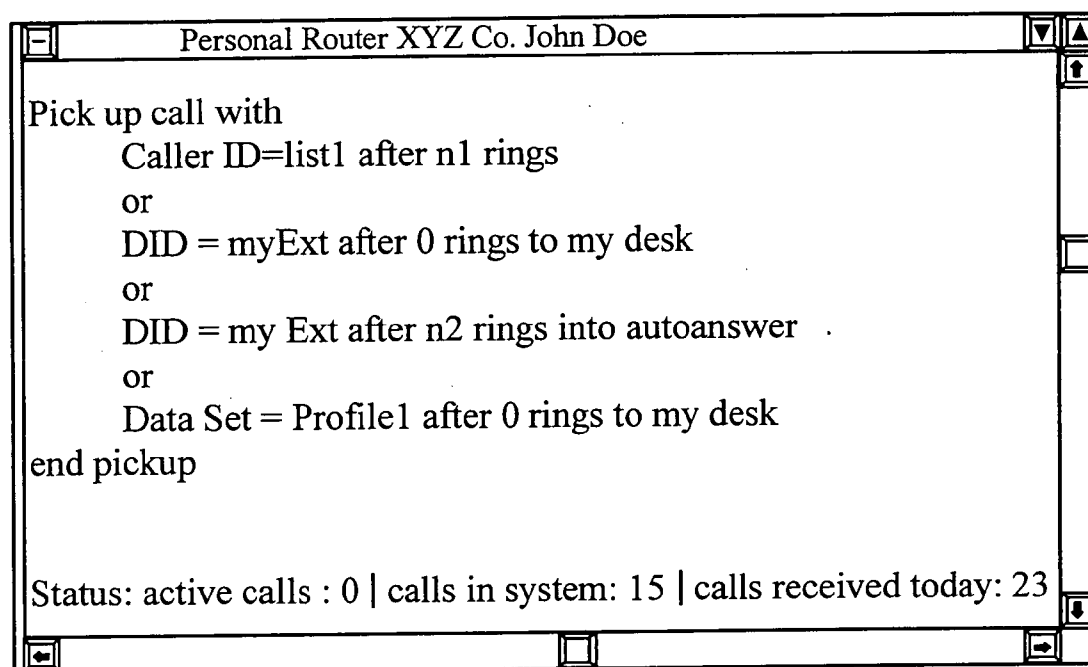 Personal Router XYZ Co. John Doe
Pick up call with
Caller ID=list1 after n1 rings
or
DID = myExt after 0 rings to my desk
or
DID = my Ext after n2 rings into autoanswer
or
Data Set = Profile1 after 0 rings to my desk
end pickup
Status: active calls : 0 | calls in system: 15 | calls received today: 23